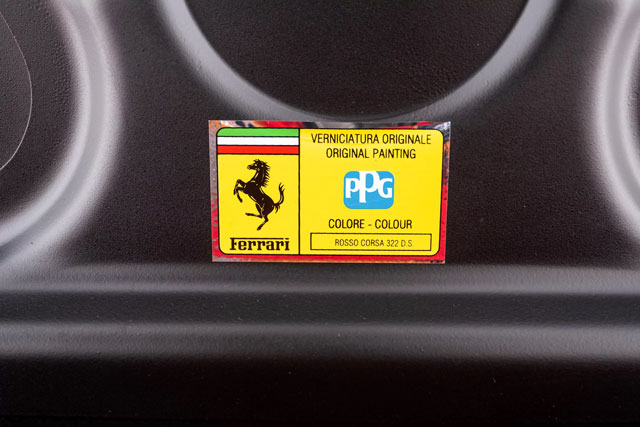 VERNICIATURA ORIGINALE
ORIGINAL PAINTING
PPG
COLORE - COLOUR
ROSSO CORSA 322 D.S.
Ferrari